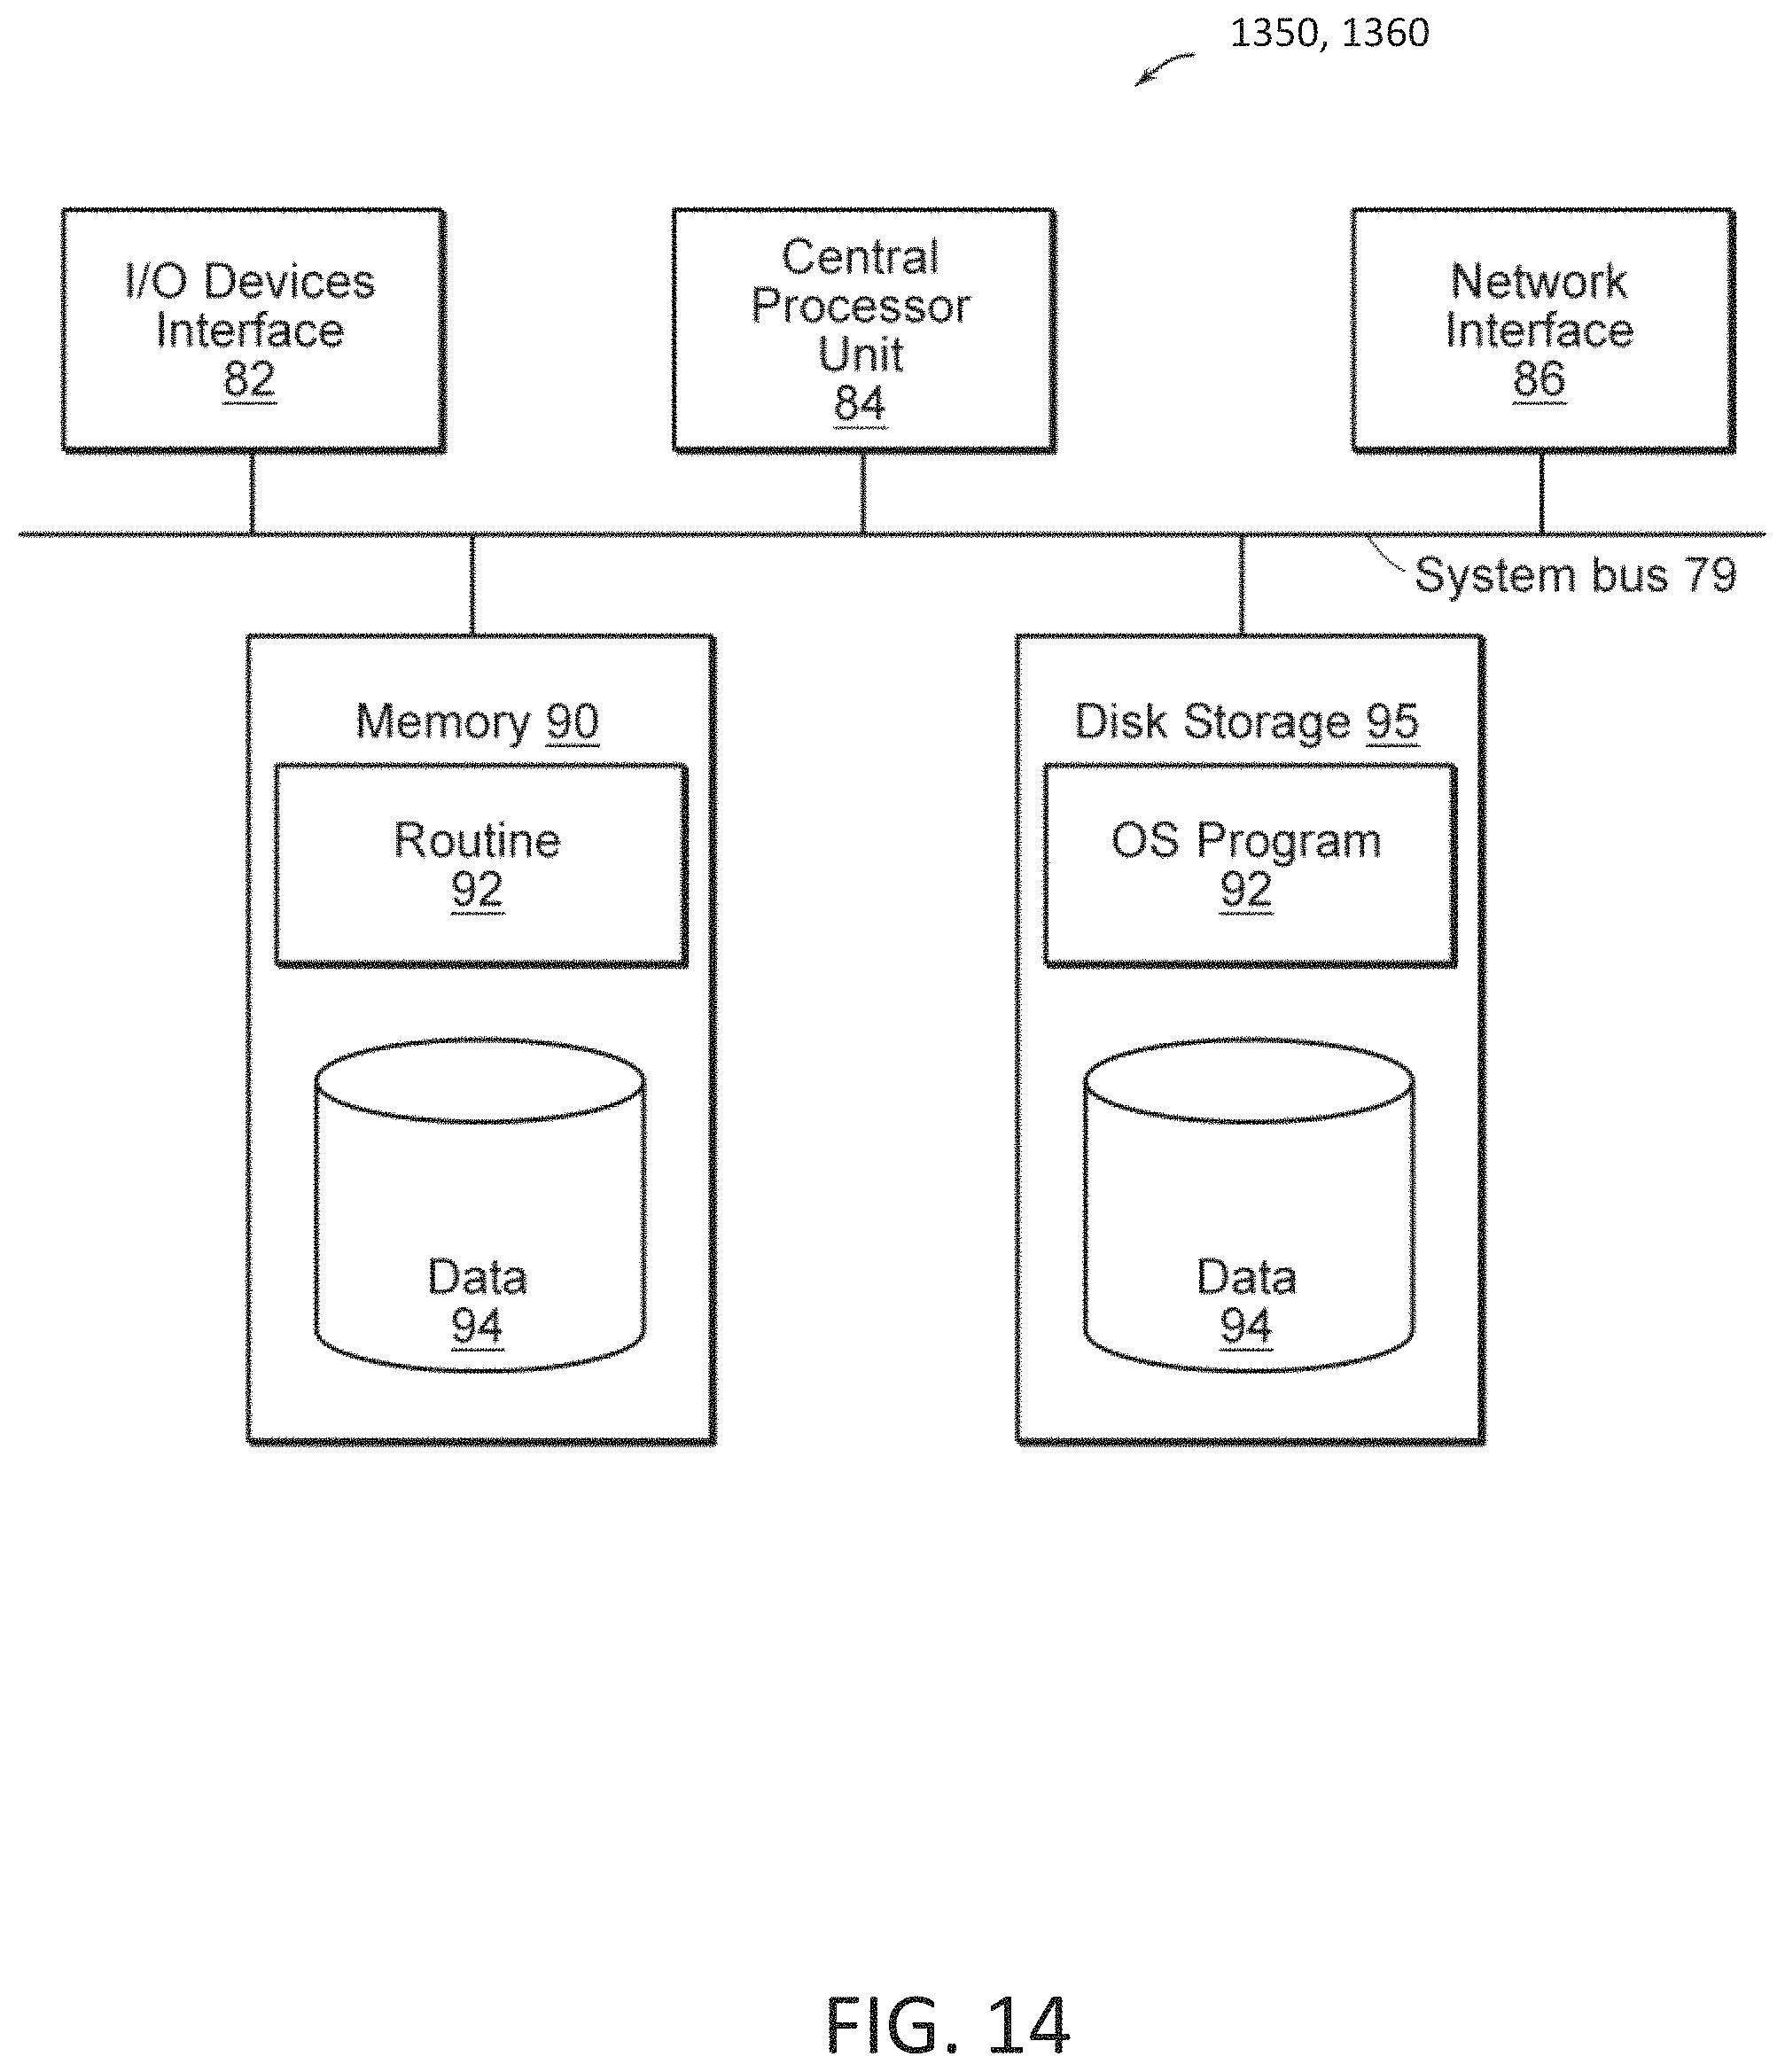 1350, 1360
I/O Devices
Interface
82
Central
Processor
Unit
84
Network
Interface
86
System bus 79
Memory 90
Routine
92
Data
94
Disk Storage 95
OS Program
92
Data
94
FIG. 14